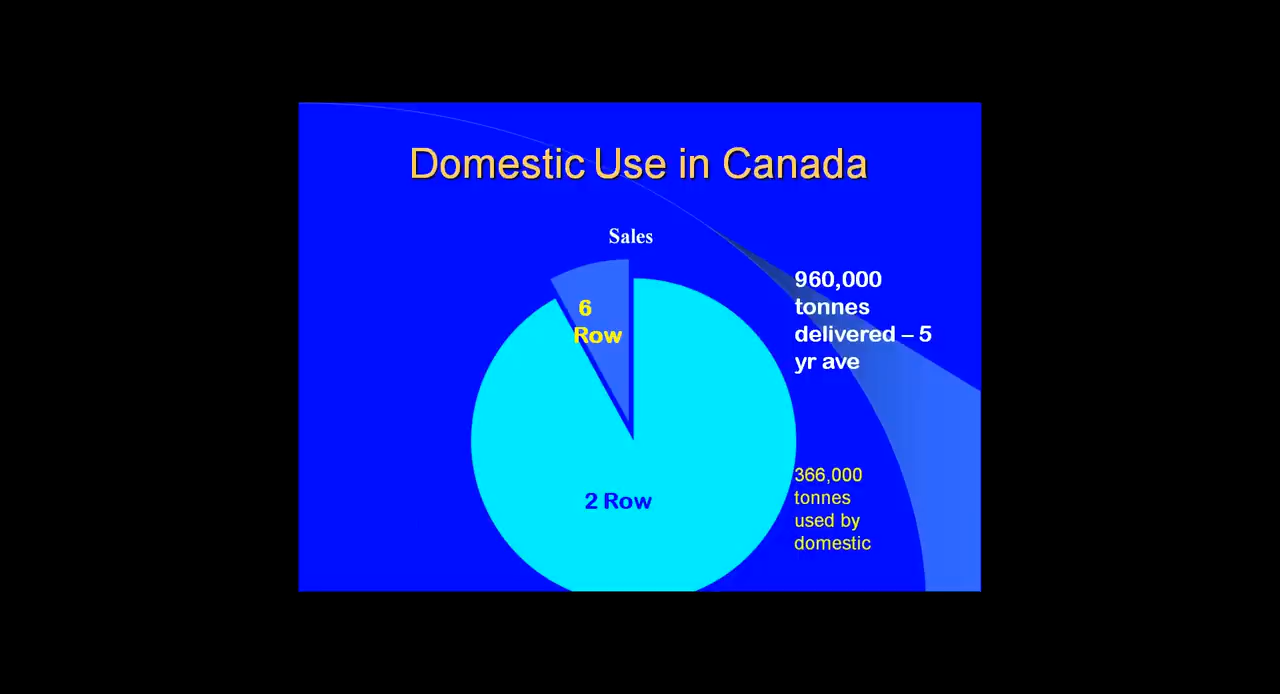 Domestic Use in Canada
Sales
960,000
tonnes
delivered – 5
yr ave
6
Row
2 Row
366,000
tonnes
used by
domestic